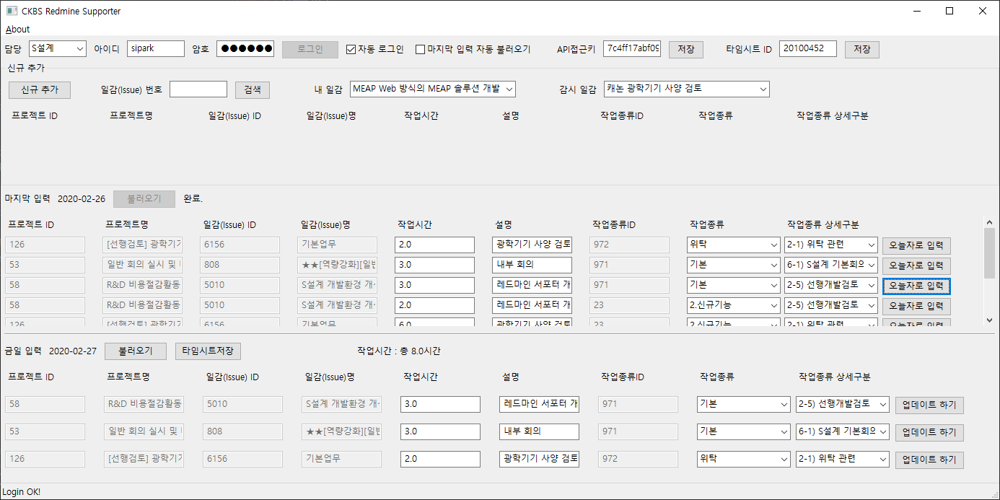 CKBS Redmine Supporter
About
담당 S설계 아이디 sipark 암호 ●●●●●● 로그인 자동 로그인 마지막 입력 자동 불러오기 API접근키 7c4ff17abf09 저장 타임시트 ID 20100452 저장
신규 추가
신규 추가 일감(Issue) 번호 검색 내 일감 MEAP Web 방식의 MEAP 솔루션 개발 감시 일감 캐논 광학기기 사양 검토
프로젝트 ID 프로젝트명 일감(Issue) ID 일감(Issue)명 작업시간 설명 작업종류ID 작업종류 작업종류 상세구분
마지막 입력 2020-02-26 불러오기 완료.
프로젝트 ID 프로젝트명 일감(Issue) ID 일감(Issue)명 작업시간 설명 작업종류ID 작업종류 작업종류 상세구분
126 [선행검토] 광학기기 6156 기본업무 2.0 광학기기 사양 검토 972 위탁 2-1) 위탁 관련 오늘자로 입력
53 일반 회의 실시 및 808 ★★[역량강화][일반 3.0 내부 회의 971 기본 6-1) S설계 기본회의 오늘자로 입력
58 R&D 비용절감활동 5010 S설계 개발환경 개 3.0 레드마인 서포터 개 971 기본 2-5) 선행개발검토 오늘자로 입력
58 R&D 비용절감활동 5010 S설계 개발환경 개 2.0 레드마인 서포터 개 23 2.신규기능 2-5) 선행개발검토 오늘자로 입력
126 [선행검토] 광학기기 6156 기본업무 6.0 광학기기 사양 검토 23 2.신규기능 2-1) 위탁 관련 오늘자로 입력
금일 입력 2020-02-27 불러오기 타임시트저장 작업시간 : 총 8.0시간
프로젝트 ID 프로젝트명 일감(Issue) ID 일감(Issue)명 작업시간 설명 작업종류ID 작업종류 작업종류 상세구분
58 R&D 비용절감활동 5010 S설계 개발환경 개 3.0 레드마인 서포터 개 971 기본 2-5) 선행개발검토 업데이트 하기
53 일반 회의 실시 및 808 ★★[역량강화][일반 3.0 내부 회의 971 기본 6-1) S설계 기본회의 업데이트 하기
126 [선행검토] 광학기기 6156 기본업무 2.0 광학기기 사양 검토 972 위탁 2-1) 위탁 관련 업데이트 하기
Login OK!